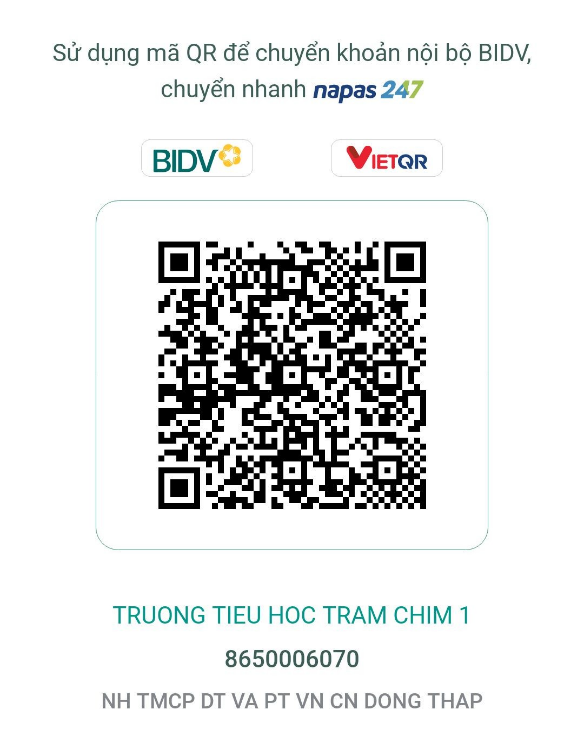 Sử dụng mã QR để chuyển khoản nội bộ BIDV,
chuyển nhanh napas 247
BIDV
VIETQR
TRUONG TIEU HOC TRAM CHIM 1
8650006070
NH TMCP DT VA PT VN CN DONG THAP